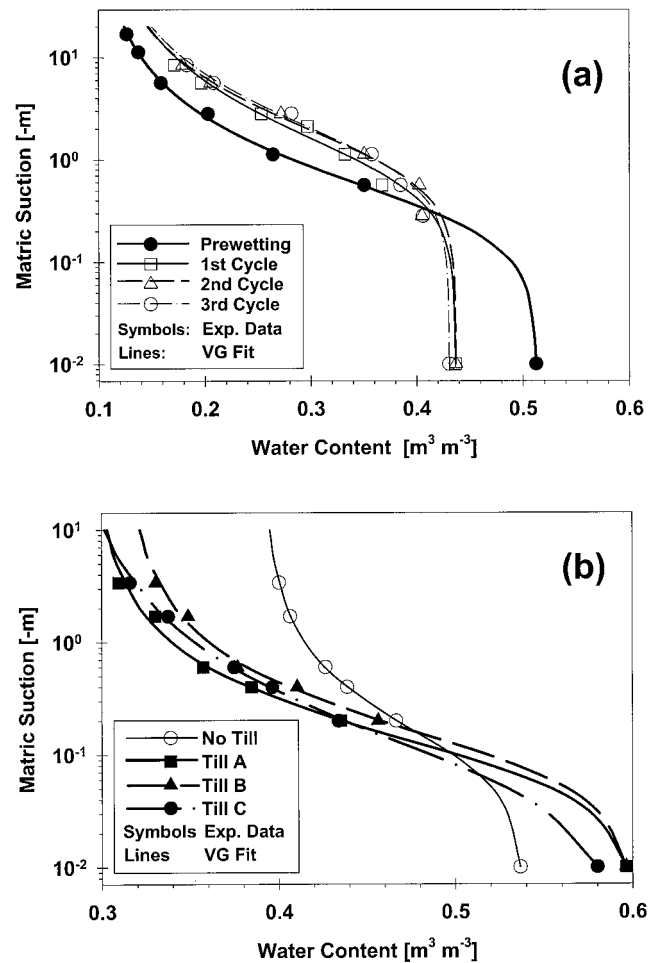 (a)
Matric Suction [-m]
10¹
10⁰
10⁻¹
10⁻²
Prewetting
1st Cycle
2nd Cycle
3rd Cycle
Symbols: Exp. Data
Lines: VG Fit
0.1 0.2 0.3 0.4 0.5 0.6
Water Content [m³ m⁻³]
(b)
Matric Suction [-m]
10¹
10⁰
10⁻¹
10⁻²
No Till
Till A
Till B
Till C
Symbols Exp. Data
Lines VG Fit
0.3 0.4 0.5 0.6
Water Content [m³ m⁻³]